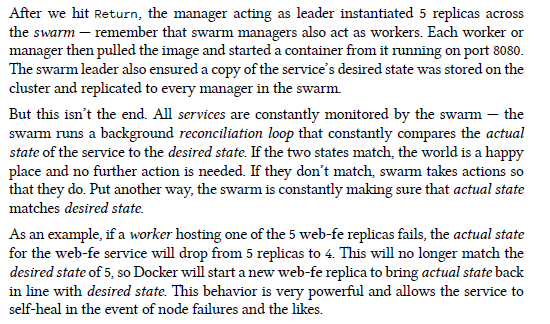 After we hit Return, the manager acting as leader instantiated 5 replicas across
the swarm — remember that swarm managers also act as workers. Each worker or
manager then pulled the image and started a container from it running on port 8080.
The swarm leader also ensured a copy of the service’s desired state was stored on the
cluster and replicated to every manager in the swarm.
But this isn’t the end. All services are constantly monitored by the swarm — the
swarm runs a background reconciliation loop that constantly compares the actual
state of the service to the desired state. If the two states match, the world is a happy
place and no further action is needed. If they don’t match, swarm takes actions so
that they do. Put another way, the swarm is constantly making sure that actual state
matches desired state.
As an example, if a worker hosting one of the 5 web-fe replicas fails, the actual state
for the web-fe service will drop from 5 replicas to 4. This will no longer match the
desired state of 5, so Docker will start a new web-fe replica to bring actual state back
in line with desired state. This behavior is very powerful and allows the service to
self-heal in the event of node failures and the likes.